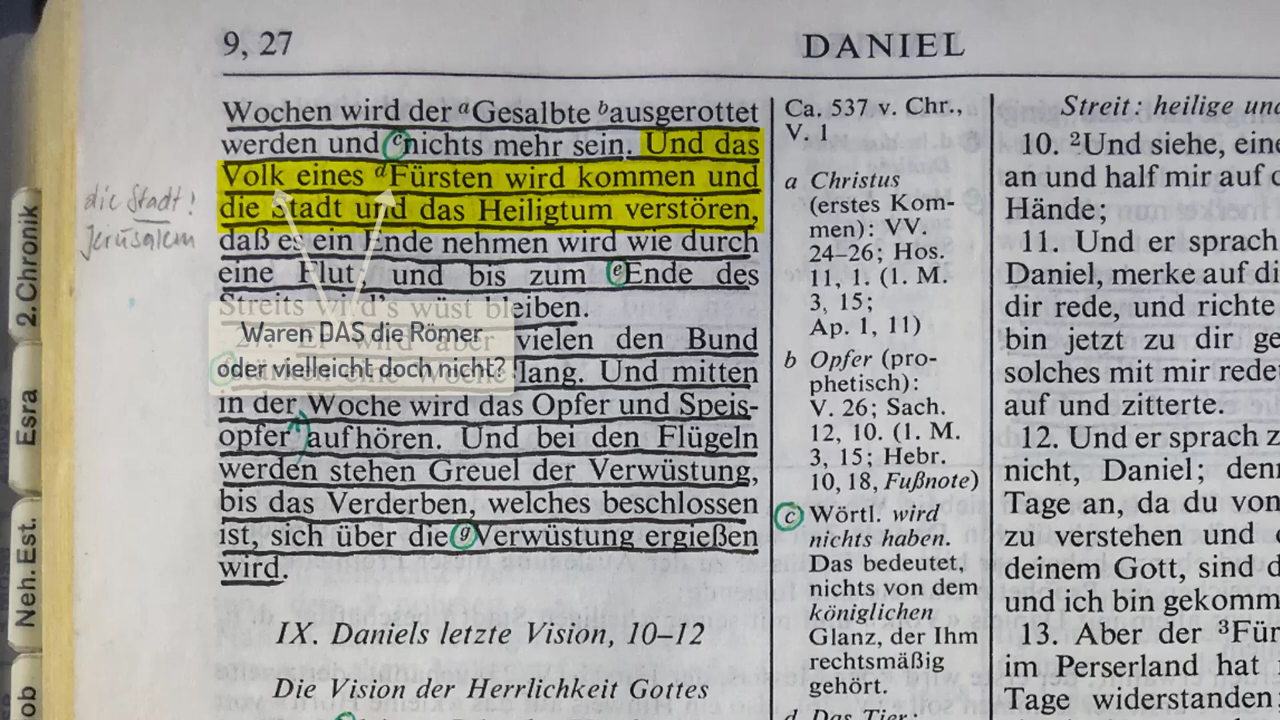 9, 27
DANIEL
Wochen wird der aGesalbte bausgerottet
werden und cnichts mehr sein. Und das
Volk eines dFürsten wird kommen und
die Stadt und das Heiligtum verstören,
daß es ein Ende nehmen wird wie durch
eine Flut, und bis zum eEnde des
Streits wird's wüst bleiben.
27. Er wird aber vielen den Bund
lang. Und mitten
in der Woche wird das Opfer und Speis-
opfer aufhören. Und bei den Flügeln
werden stehen Greuel der Verwüstung,
bis das Verderben, welches beschlossen
ist, sich über die gVerwüstung ergießen
wird.
IX. Daniels letzte Vision, 10–12
Die Vision der Herrlichkeit Gottes
Waren DAS die Römer
oder vielleicht doch nicht?
die Stadt!
Jerusalem
2. Chronik
Esra
Neh. Est.
ob
Ca. 537 v. Chr.,
V. 1
a Christus
(erstes Kom-
men): VV.
24–26; Hos.
11, 1. (1. M.
3, 15;
Ap. 1, 11)
b Opfer (pro-
phetisch):
V. 26; Sach.
12, 10. (1. M.
3, 15; Hebr.
10, 18, Fußnote)
c Wörtl. wird
nichts haben.
Das bedeutet,
nichts von dem
königlichen
Glanz, der Ihm
rechtsmäßig
gehört.
d Das Tier:
Streit: heilige und
10. 2Und siehe, eine
an und half mir auf d
Hände;
11. Und er sprach
Daniel, merke auf di
dir rede, und richte
bin jetzt zu dir ge
solches mit mir rede
auf und zitterte.
12. Und er sprach z
nicht, Daniel; denn
Tage an, da du von
zu verstehen und
deinem Gott, sind d
und ich bin gekomm
13. Aber der 3Für
im Perserland hat
Tage widerstanden;